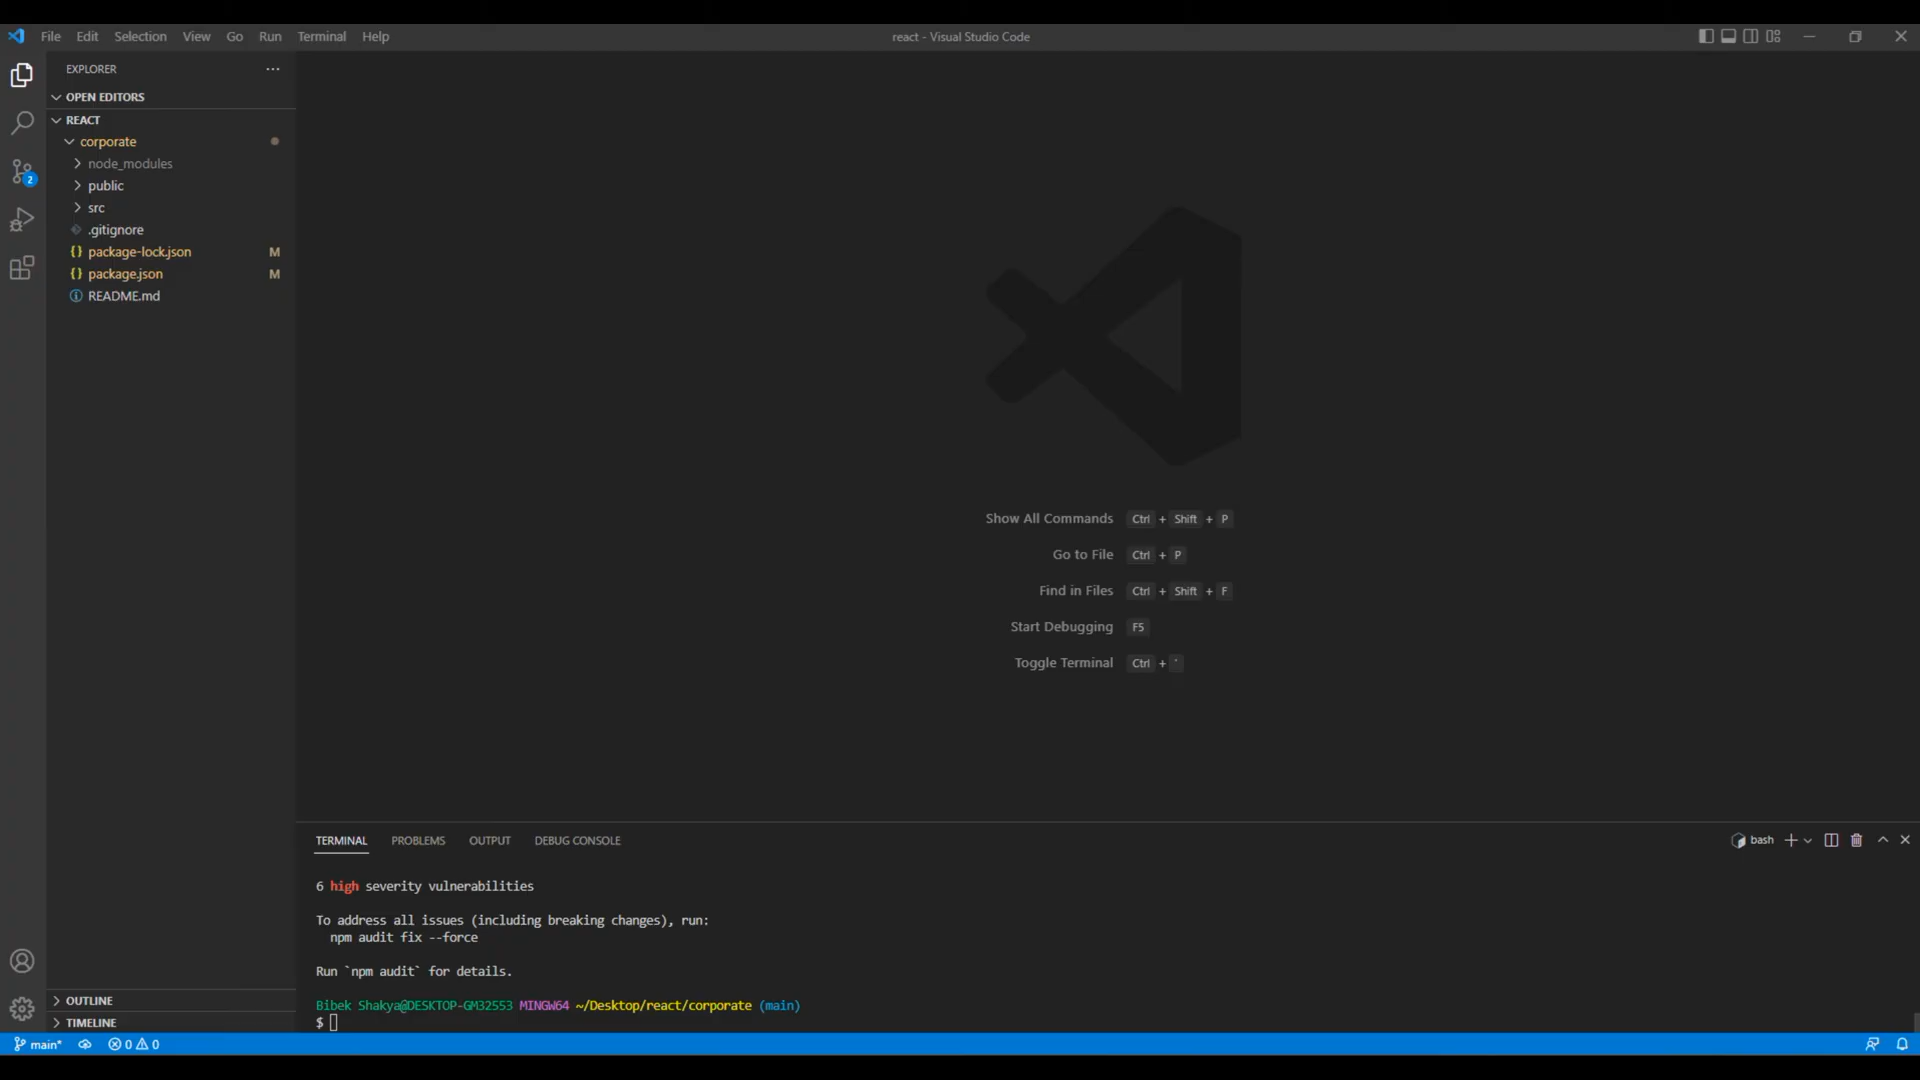 File Edit Selection View Go Run Terminal Help
react - Visual Studio Code
EXPLORER
OPEN EDITORS
REACT
corporate
node_modules
public
src
.gitignore
package-lock.json M
package.json M
README.md
2
Show All Commands Ctrl + Shift + P
Go to File Ctrl + P
Find in Files Ctrl + Shift + F
Start Debugging F5
Toggle Terminal Ctrl + `
TERMINAL PROBLEMS OUTPUT DEBUG CONSOLE
bash
6 high severity vulnerabilities
To address all issues (including breaking changes), run:
npm audit fix --force
Run `npm audit` for details.
Bibek Shakya@DESKTOP-GM32553 MINGW64 ~/Desktop/react/corporate (main)
$
OUTLINE
TIMELINE
main* 0 0